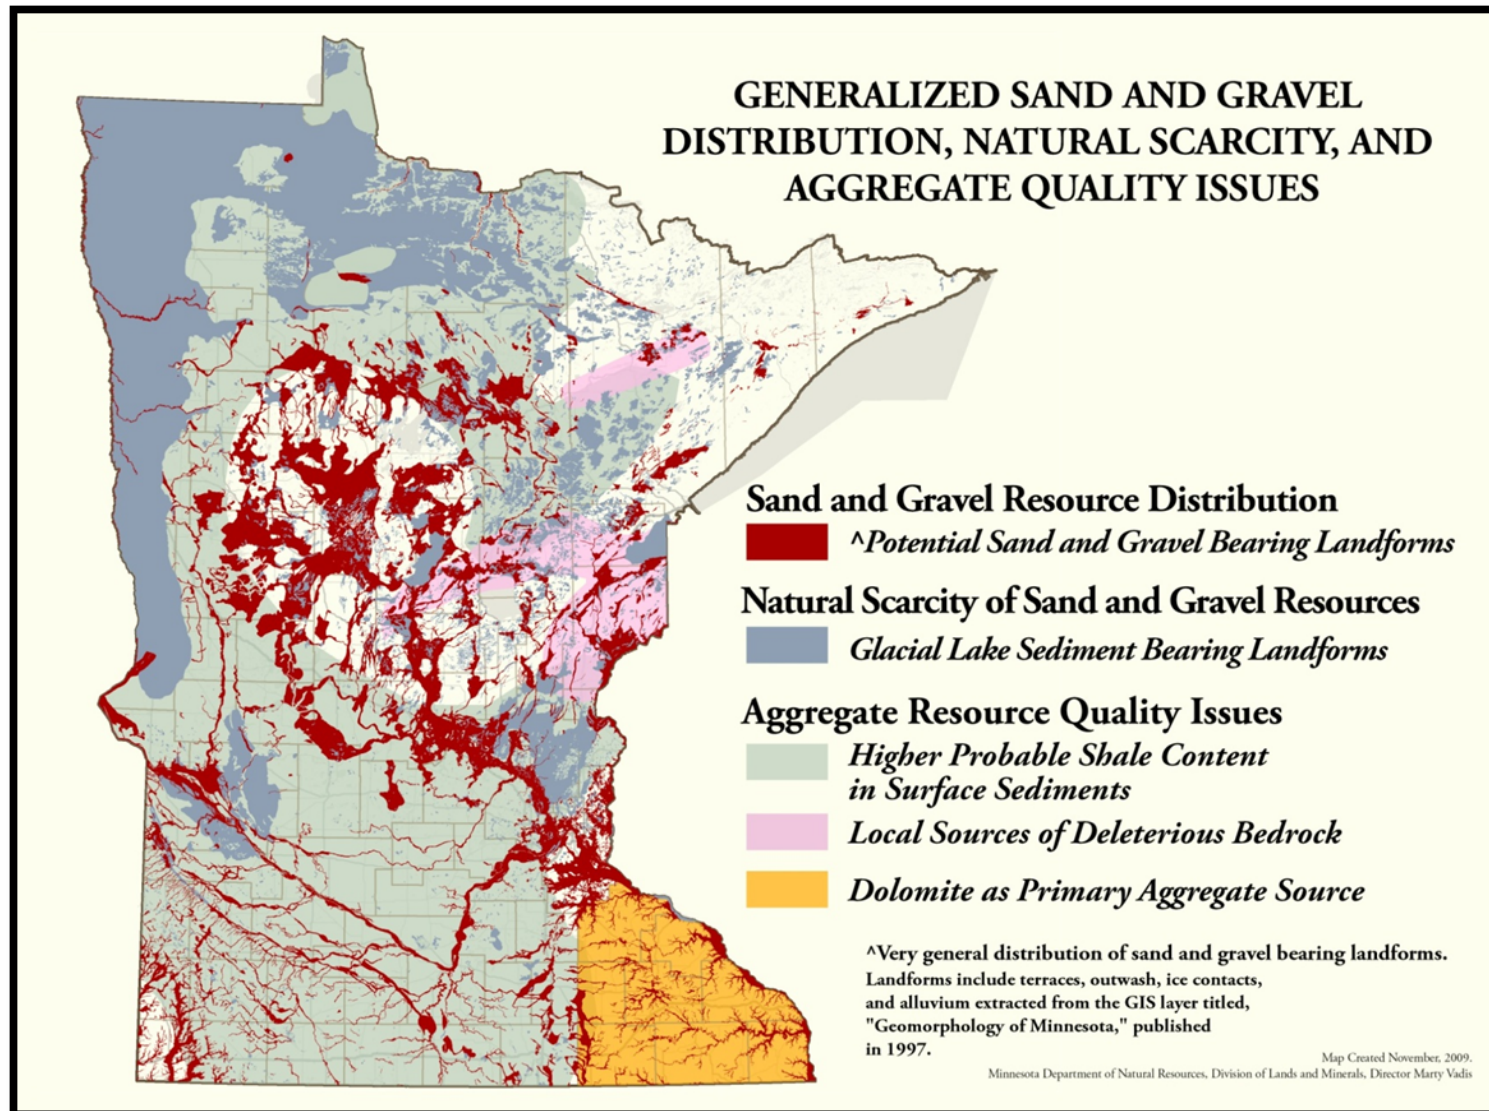 GENERALIZED SAND AND GRAVEL
DISTRIBUTION, NATURAL SCARCITY, AND
AGGREGATE QUALITY ISSUES
Sand and Gravel Resource Distribution
^Potential Sand and Gravel Bearing Landforms
Natural Scarcity of Sand and Gravel Resources
Glacial Lake Sediment Bearing Landforms
Aggregate Resource Quality Issues
Higher Probable Shale Content
in Surface Sediments
Local Sources of Deleterious Bedrock
Dolomite as Primary Aggregate Source
^Very general distribution of sand and gravel bearing landforms.
Landforms include terraces, outwash, ice contacts,
and alluvium extracted from the GIS layer titled,
"Geomorphology of Minnesota," published
in 1997.
Map Created November, 2009.
Minnesota Department of Natural Resources, Division of Lands and Minerals, Director Marty Vadis